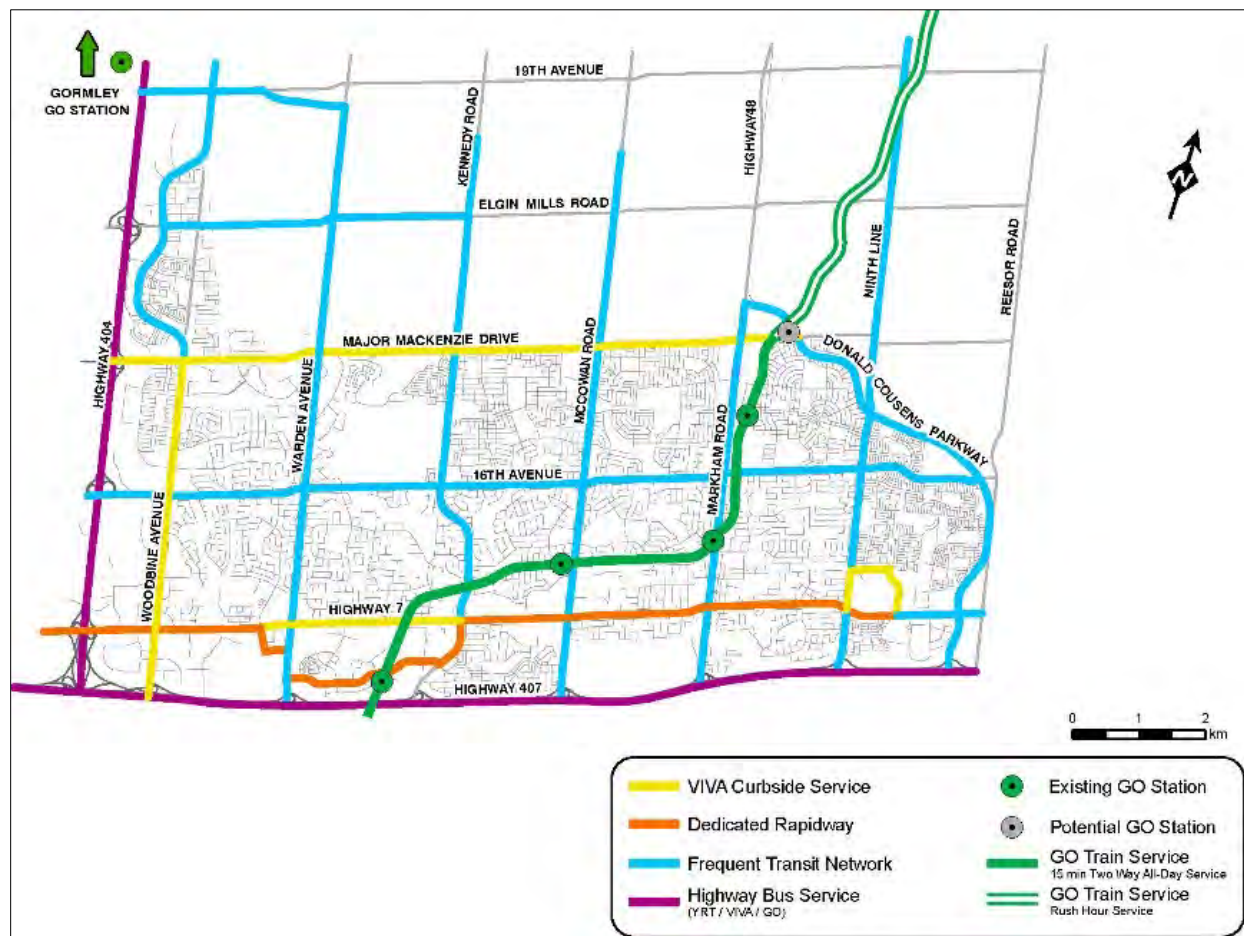 GORMLEY
GO STATION
19TH AVENUE
KENNEDY ROAD
HIGHWAY48
ELGIN MILLS ROAD
N
NINTH LINE
REESOR ROAD
HIGHWAY 404
MAJOR MACKENZIE DRIVE
WARDEN AVENUE
MCCOWAN ROAD
DONALD COUSENS PARKWAY
MARKHAM ROAD
16TH AVENUE
WOODBINE AVENUE
HIGHWAY 7
HIGHWAY 407
0 1 2
km
VIVA Curbside Service
Dedicated Rapidway
Frequent Transit Network
Highway Bus Service
(YRT / VIVA / GO)
Existing GO Station
Potential GO Station
GO Train Service
15 min Two Way All-Day Service
GO Train Service
Rush Hour Service